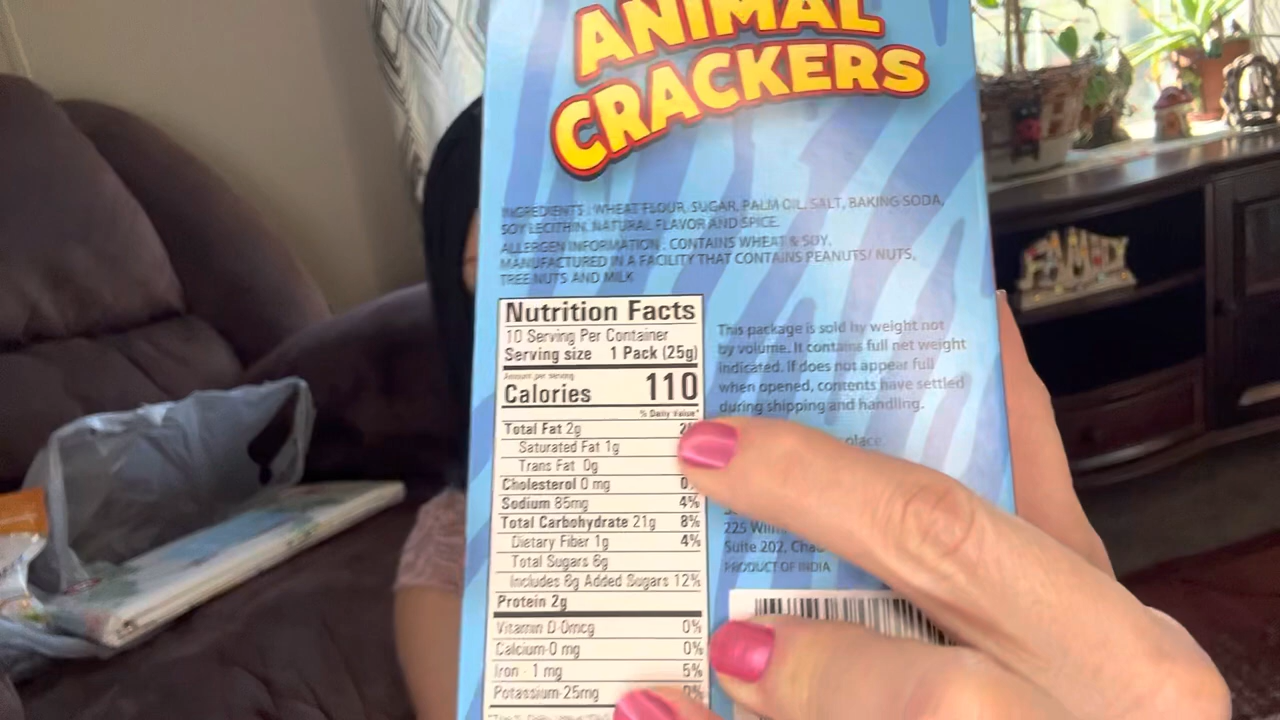 ANIMAL
CRACKERS
INGREDIENTS : WHEAT FLOUR, SUGAR, PALM OIL, SALT, BAKING SODA,
SOY LECITHIN, NATURAL FLAVOR AND SPICE.
ALLERGEN INFORMATION : CONTAINS WHEAT & SOY,
MANUFACTURED IN A FACILITY THAT CONTAINS PEANUTS/ NUTS,
TREE NUTS AND MILK
Nutrition Facts
10 Serving Per Container
Serving size 1 Pack (25g)
Amount per serving
Calories 110
% Daily Value*
Total Fat 2g
Saturated Fat 1g
Trans Fat 0g
Cholesterol 0 mg 0
Sodium 85mg 4%
Total Carbohydrate 21g 8%
Dietary Fiber 1g 4%
Total Sugars 6g
Includes 6g Added Sugars 12%
Protein 2g
Vitamin D 0mcg 0%
Calcium 0 mg 0%
Iron 1 mg 5%
Potassium 25mg 0%
This package is sold by weight not
by volume. It contains full net weight
indicated. If does not appear full
when opened, contents have settled
during shipping and handling.
place.
225
Suite 202,
PRODUCT OF INDIA
FAMILY